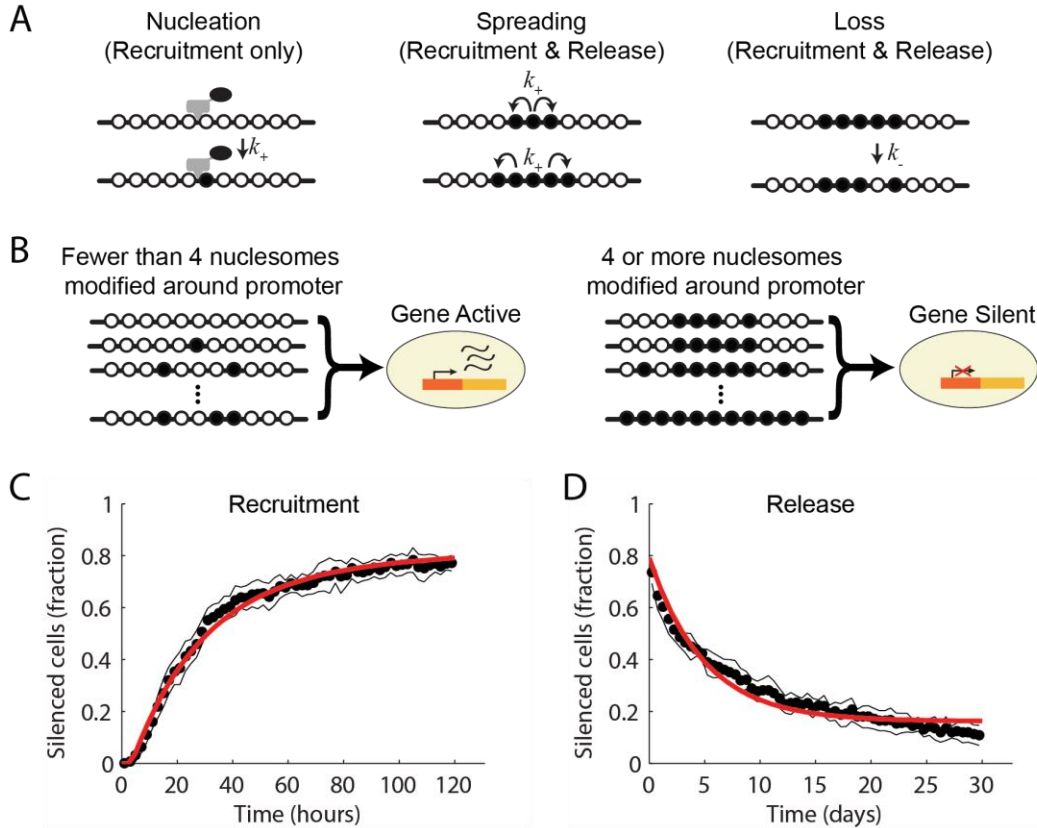 A
Nucleation
(Recruitment only)
k+
Spreading
(Recruitment & Release)
k+
k+
Loss
(Recruitment & Release)
k-
B
Fewer than 4 nuclesomes
modified around promoter
Gene Active
4 or more nuclesomes
modified around promoter
Gene Silent
C
Recruitment
Silenced cells (fraction)
1
0.8
0.6
0.4
0.2
0
0 20 40 60 80 100 120
Time (hours)
D
Release
Silenced cells (fraction)
1
0.8
0.6
0.4
0.2
0
0 5 10 15 20 25 30
Time (days)